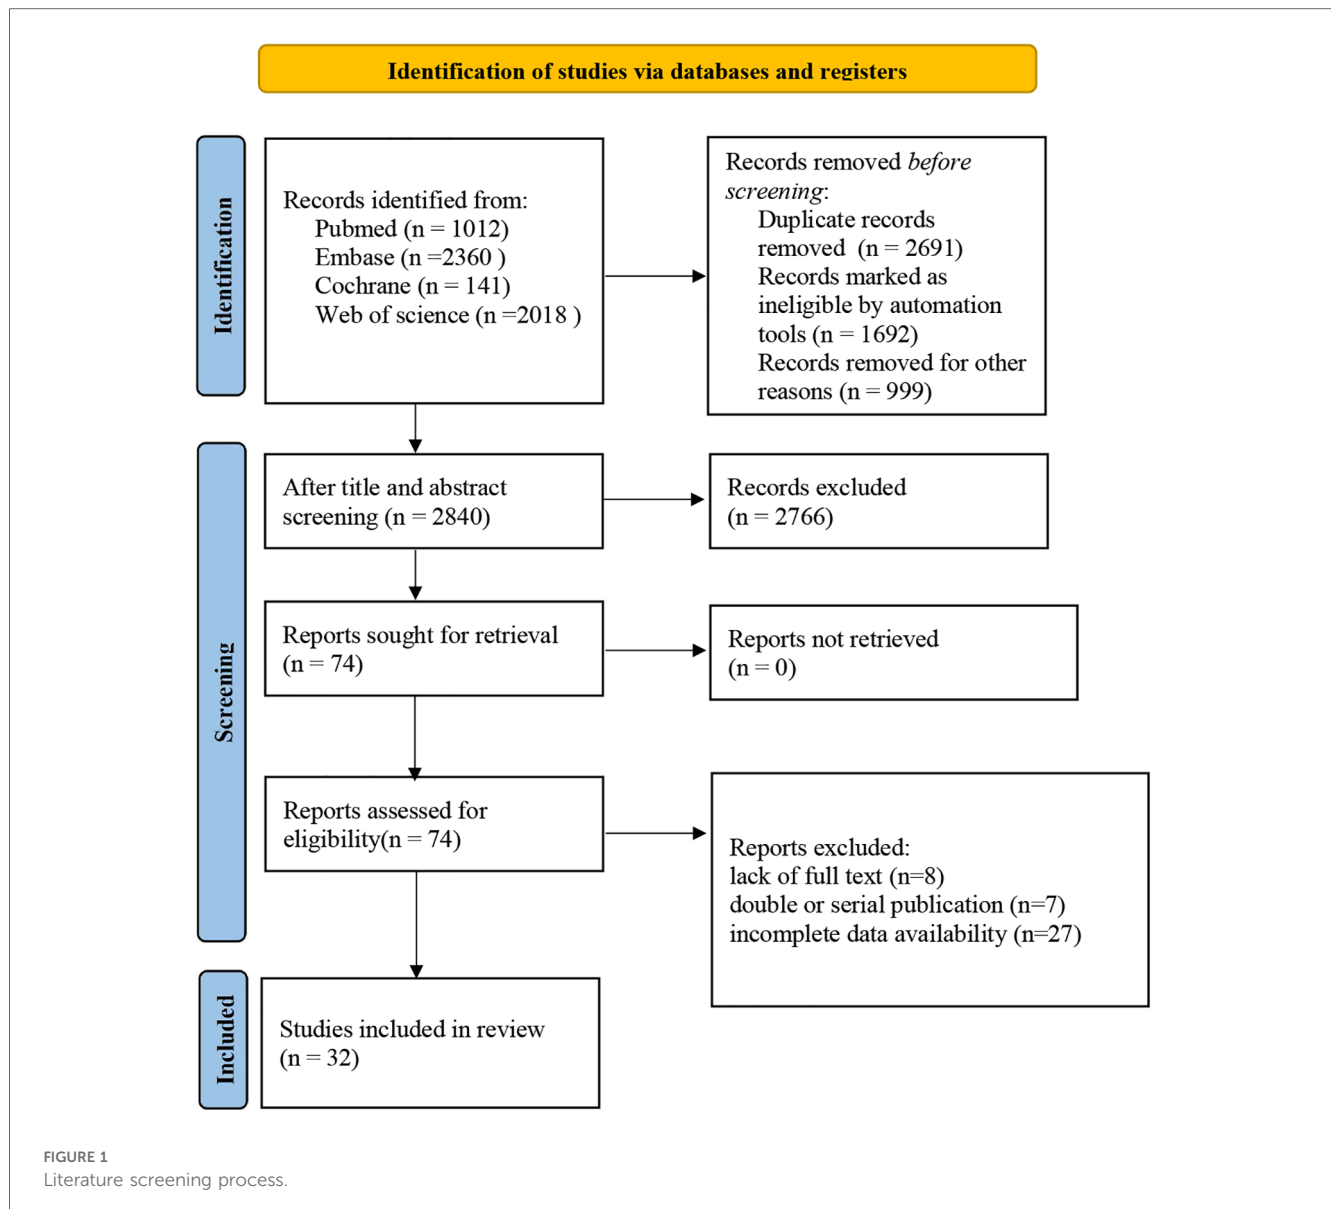 Identification of studies via databases and registers
Identification
Records identified from:
Pubmed (n = 1012)
Embase (n =2360 )
Cochrane (n = 141)
Web of science (n =2018 )
Records removed before
screening:
Duplicate records
removed  (n = 2691)
Records marked as
ineligible by automation
tools (n = 1692)
Records removed for other
reasons (n = 999)
Screening
After title and abstract
screening (n = 2840)
Records excluded
(n = 2766)
Reports sought for retrieval
(n = 74)
Reports not retrieved
(n = 0)
Reports assessed for
eligibility(n = 74)
Reports excluded:
lack of full text (n=8)
double or serial publication (n=7)
incomplete data availability (n=27)
Included
Studies included in review
(n = 32)
FIGURE 1
Literature screening process.